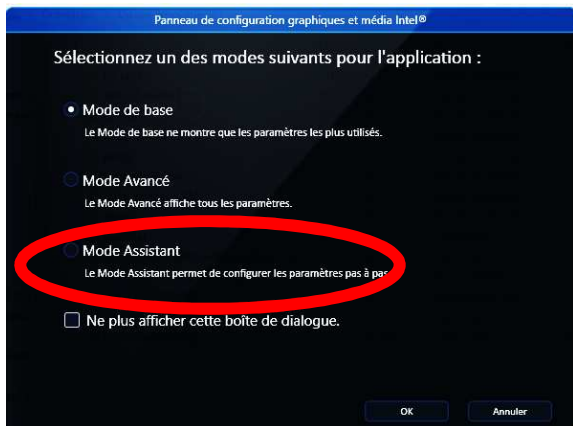 Panneau de configuration graphiques et média Intel®
Sélectionnez un des modes suivants pour l'application :
Mode de base
Le Mode de base ne montre que les paramètres les plus utilisés.
Mode Avancé
Le Mode Avancé affiche tous les paramètres.
Mode Assistant
Le Mode Assistant permet de configurer les paramètres pas à pas
Ne plus afficher cette boîte de dialogue.
OK
Annuler